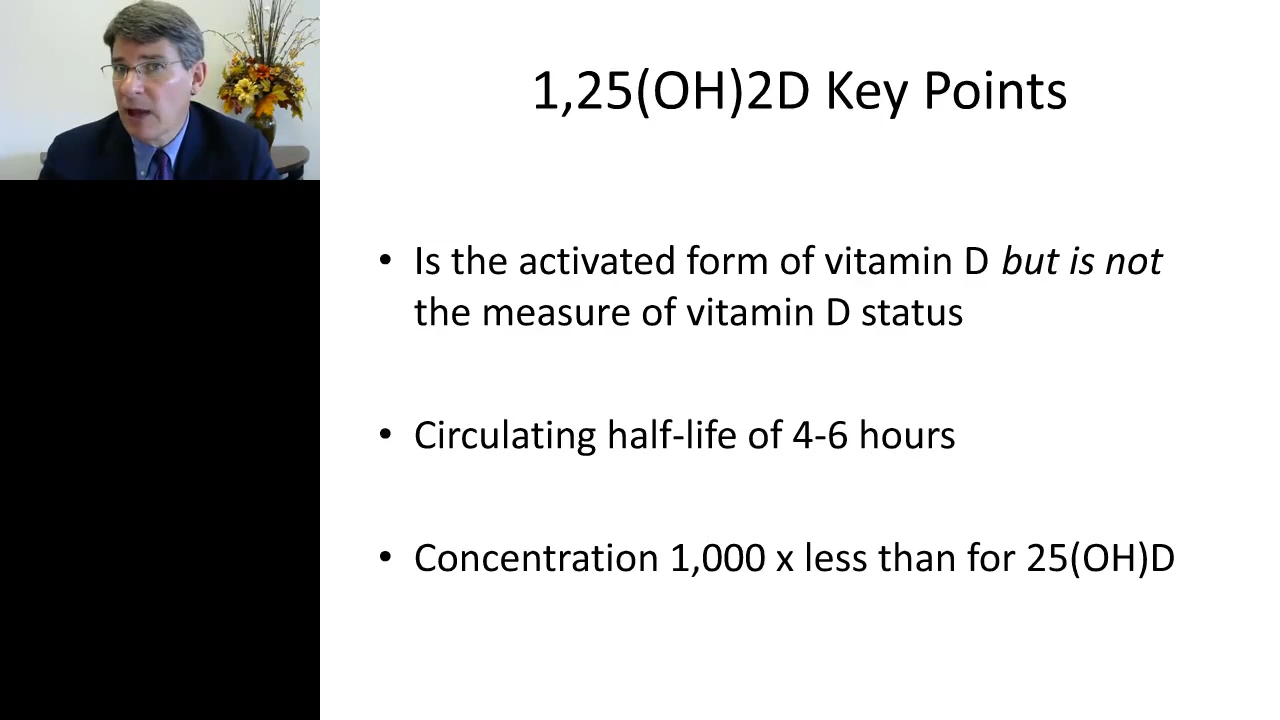 1,25(OH)2D Key Points
• Is the activated form of vitamin D but is not
the measure of vitamin D status
• Circulating half-life of 4-6 hours
• Concentration 1,000 x less than for 25(OH)D